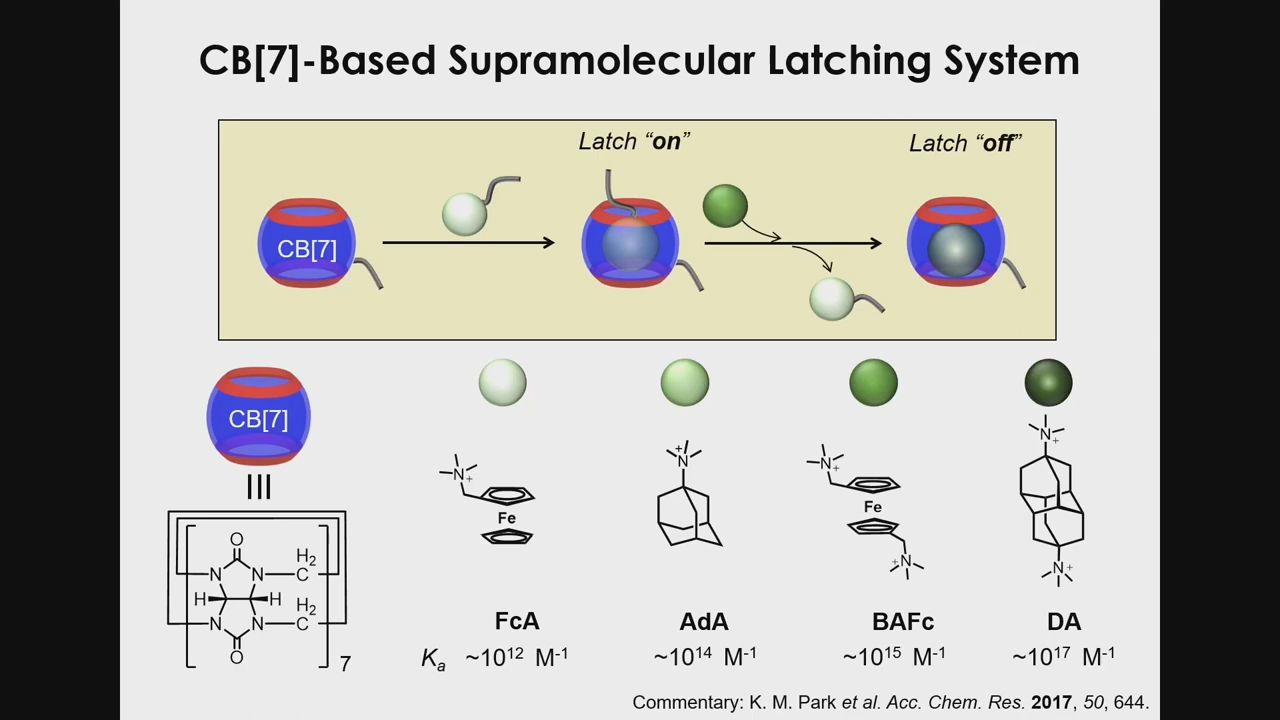 CB[7]-Based Supramolecular Latching System
Latch “on”
Latch “off”
CB[7]
CB[7]
N+
Fe
N+
N+
Fe
N+
N+
N+
O
N N C H2
H H
N N C H2
O
7
FcA AdA BAFc DA
Ka ~10¹² M⁻¹ ~10¹⁴ M⁻¹ ~10¹⁵ M⁻¹ ~10¹⁷ M⁻¹
Commentary: K. M. Park et al. Acc. Chem. Res. 2017, 50, 644.